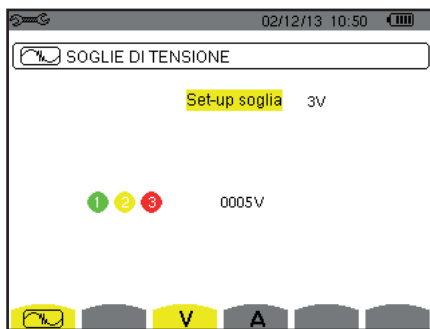 02/12/13 10:50
SOGLIE DI TENSIONE
Set-up soglia 3V
1 2 3 0005V
V A